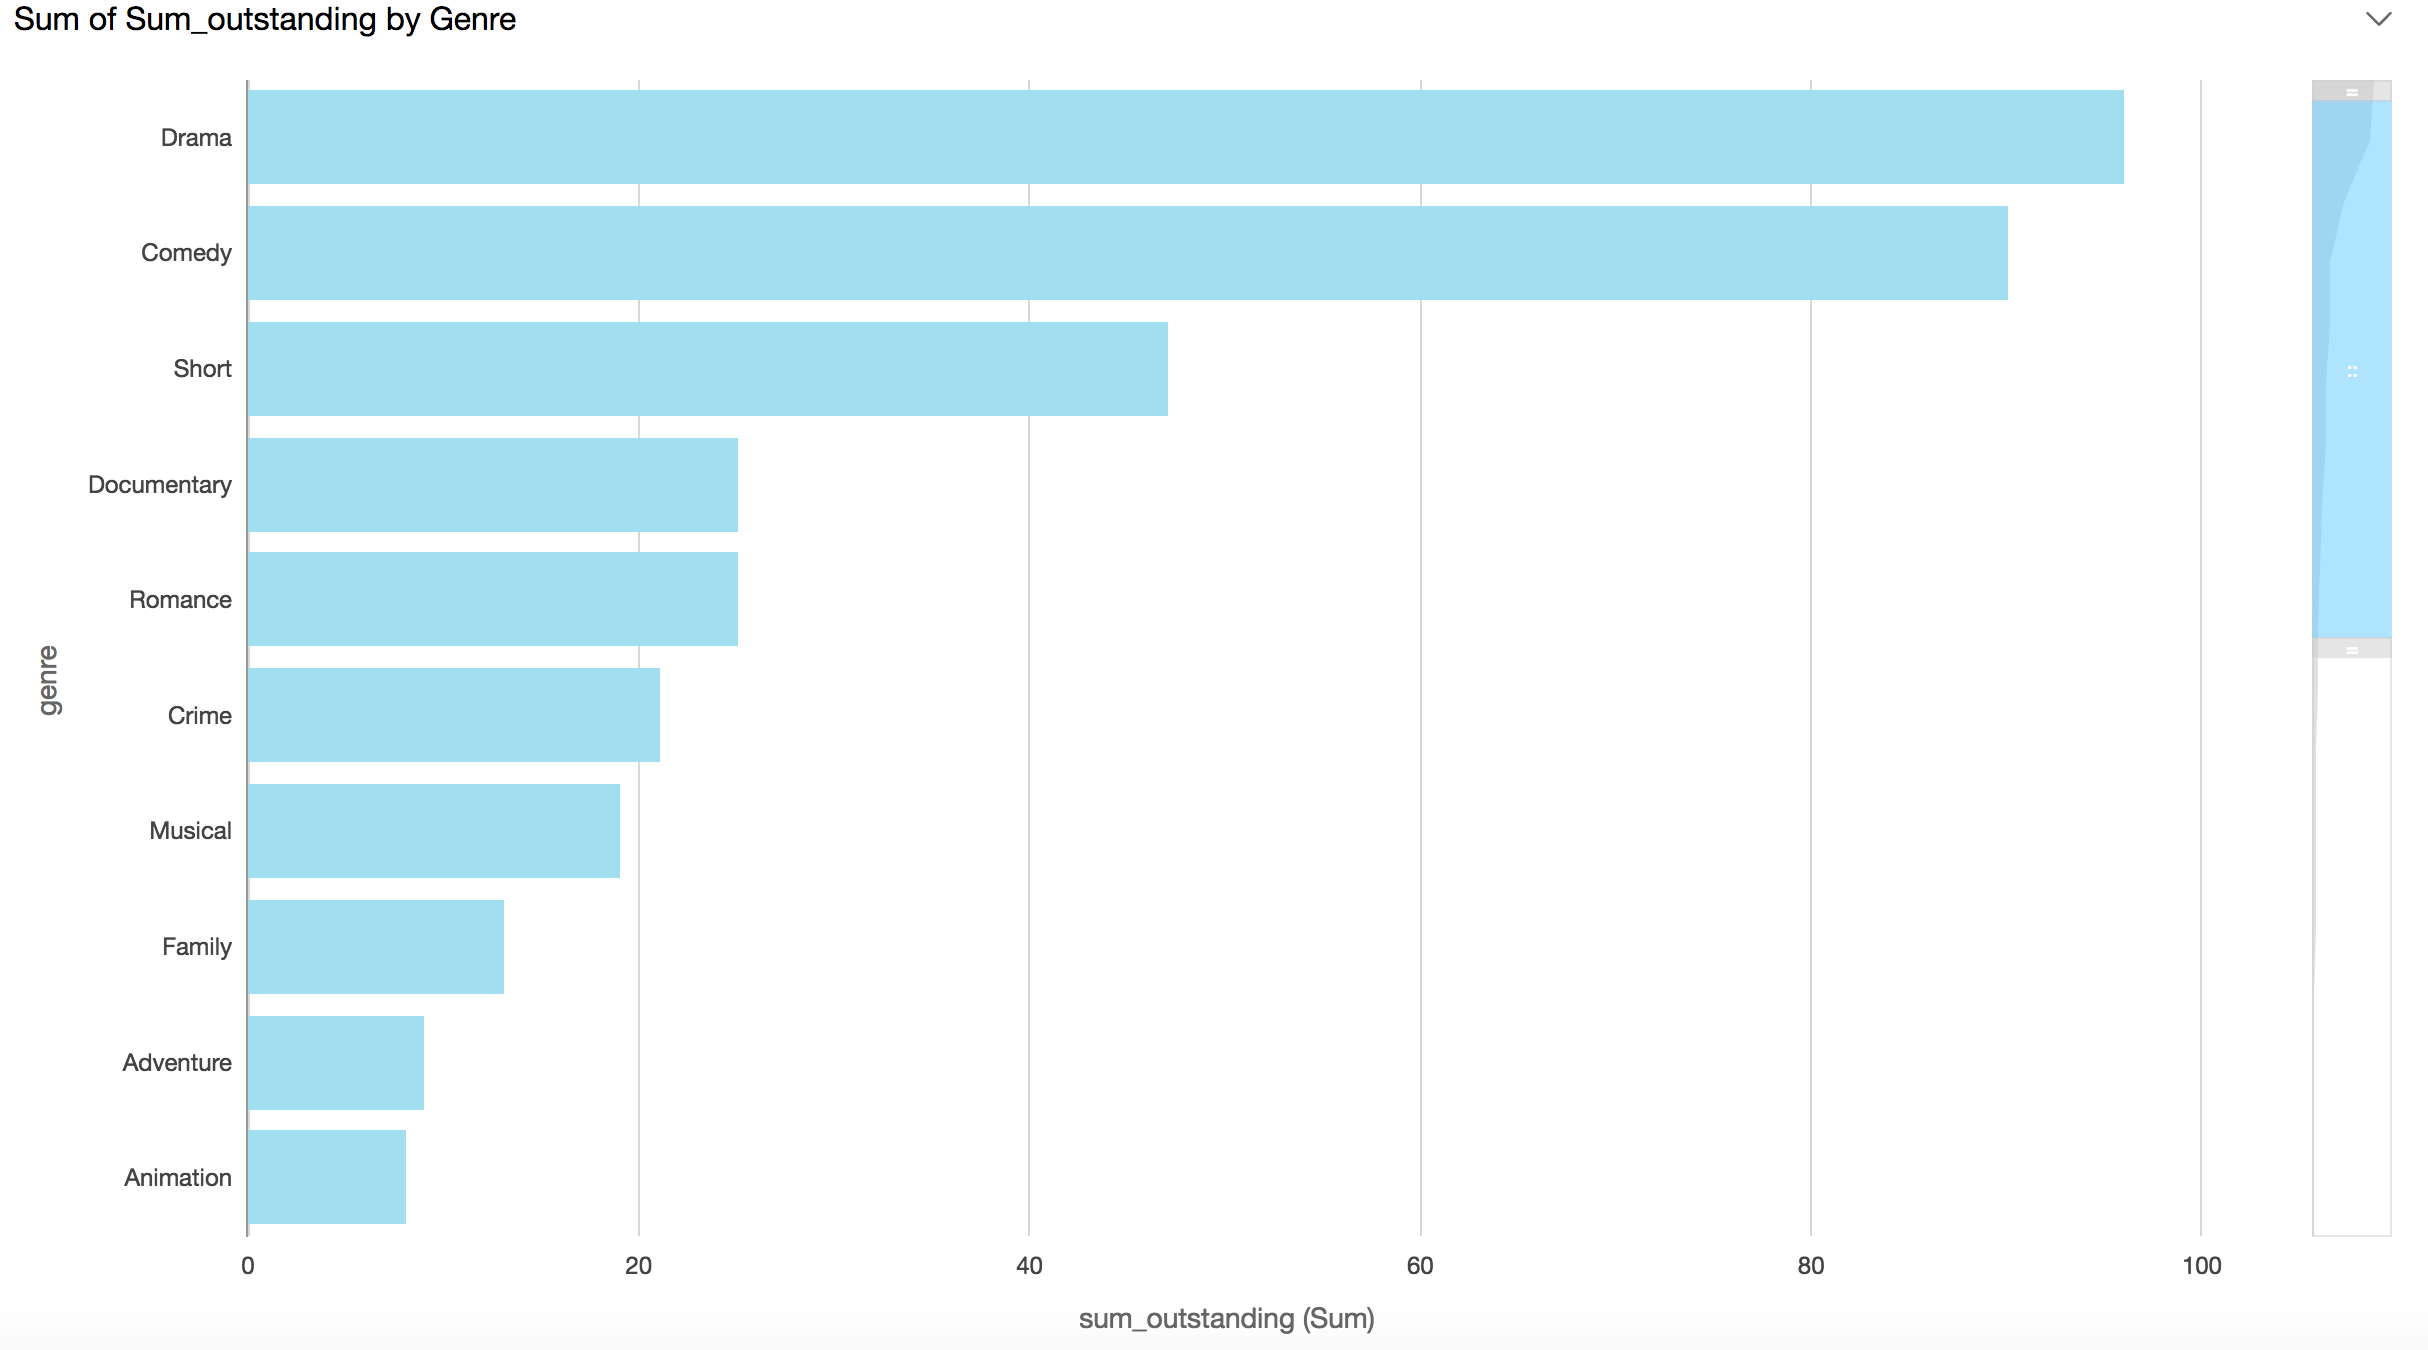 Sum of Sum_outstanding by Genre
Drama
Comedy
Short
Documentary
Romance
Crime
Musical
Family
Adventure
Animation
genre
0 20 40 60 80 100
sum_outstanding (Sum)